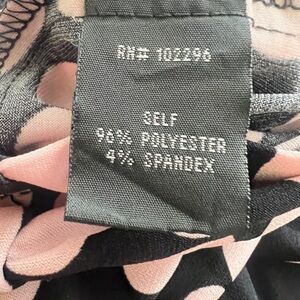 RN# 102296
SELF
96% POLYESTER
4% SPANDEX